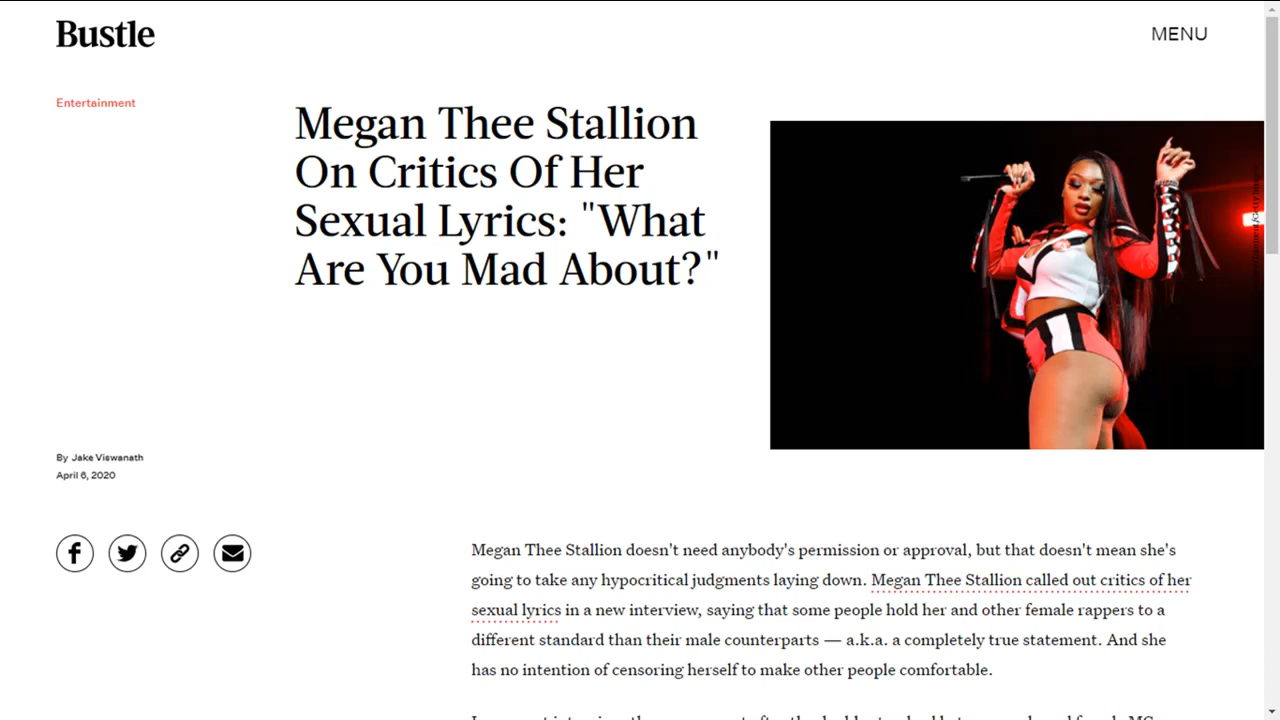 Bustle
MENU
Entertainment
Megan Thee Stallion
On Critics Of Her
Sexual Lyrics: "What
Are You Mad About?"
By Jake Viswanath
April 6, 2020
Megan Thee Stallion doesn't need anybody's permission or approval, but that doesn't mean she's
going to take any hypocritical judgments laying down. Megan Thee Stallion called out critics of her
sexual lyrics in a new interview, saying that some people hold her and other female rappers to a
different standard than their male counterparts — a.k.a. a completely true statement. And she
has no intention of censoring herself to make other people comfortable.